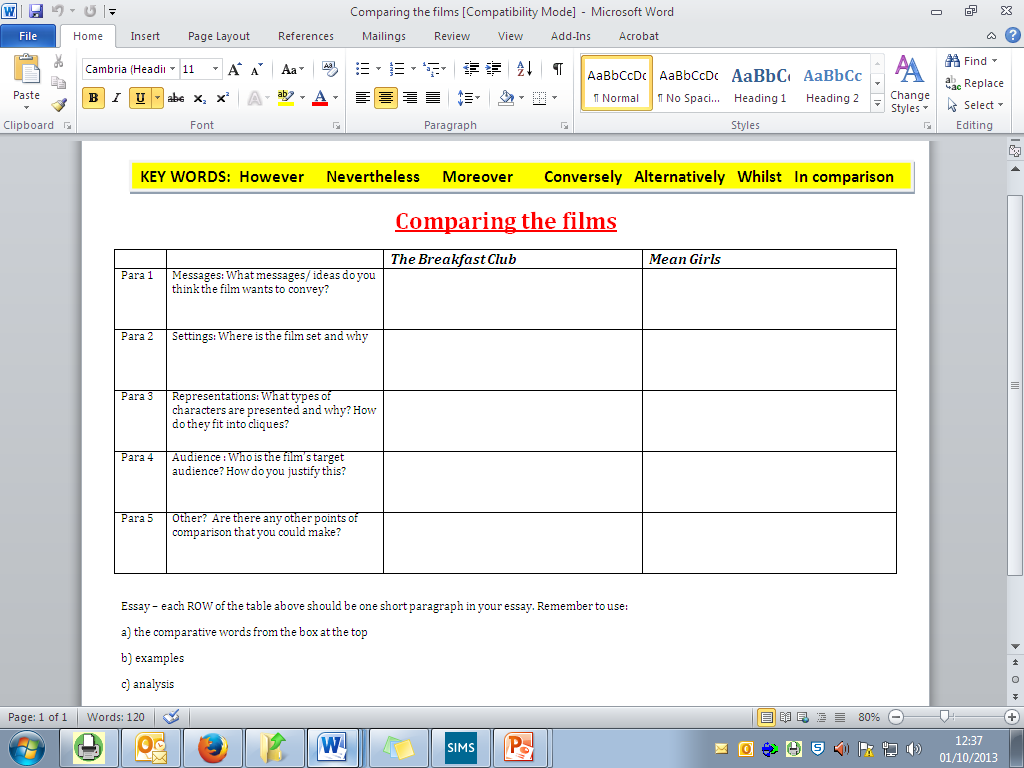 Comparing the films [Compatibility Mode] - Microsoft Word
File Home Insert Page Layout References Mailings Review View Add-Ins Acrobat
Paste
Cambria (Headin 11
Clipboard Font Paragraph Styles Editing
AaBbCcDc AaBbCcDc AaBbC AaBbCc
¶ Normal ¶ No Spaci... Heading 1 Heading 2
Change Styles
Find
Replace
Select
KEY WORDS: However Nevertheless Moreover Conversely Alternatively Whilst In comparison
Comparing the films
The Breakfast Club Mean Girls
Para 1 Messages: What messages/ ideas do you
think the film wants to convey?
Para 2 Settings: Where is the film set and why
Para 3 Representations: What types of
characters are presented and why? How
do they fit into cliques?
Para 4 Audience : Who is the film's target
audience? How do you justify this?
Para 5 Other? Are there any other points of
comparison that you could make?
Essay – each ROW of the table above should be one short paragraph in your essay. Remember to use:
a) the comparative words from the box at the top
b) examples
c) analysis
Page: 1 of 1 Words: 120 80%
SIMS
12:37
01/10/2013